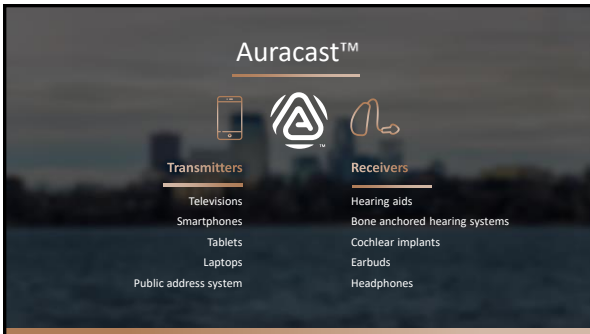 Auracast™
Transmitters
Televisions
Smartphones
Tablets
Laptops
Public address system
Receivers
Hearing aids
Bone anchored hearing systems
Cochlear implants
Earbuds
Headphones